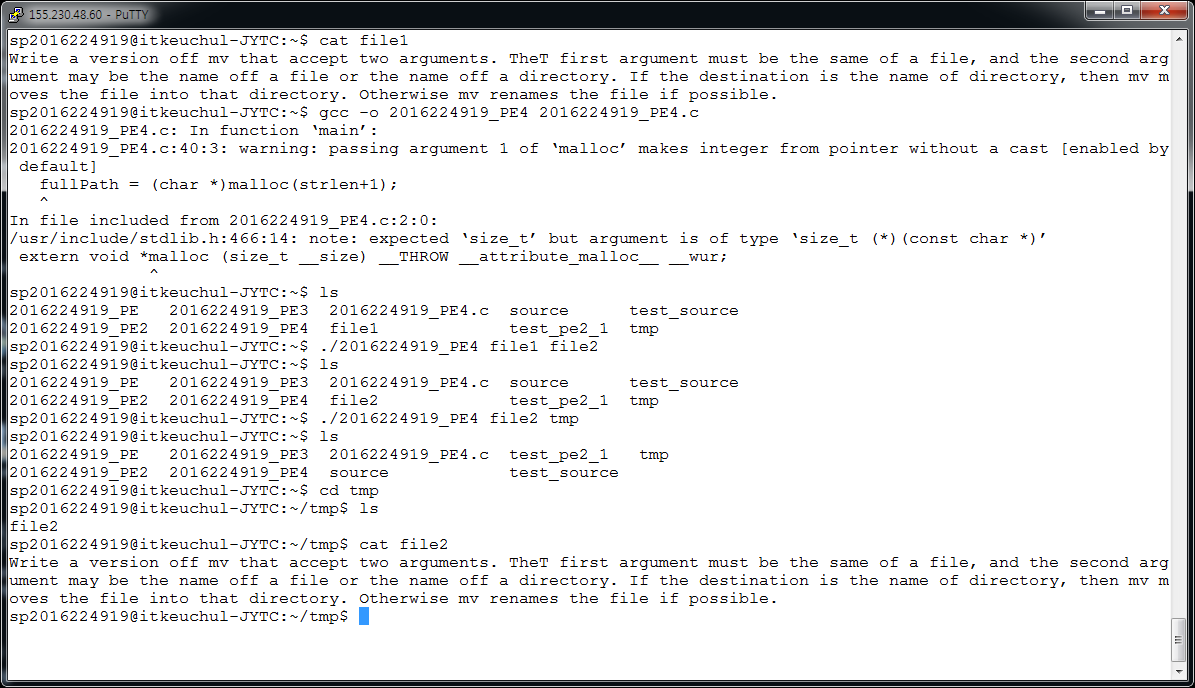 155.230.48.60 - PuTTY
sp2016224919@itkeuchul-JYTC:~$ cat file1
Write a version off mv that accept two arguments. TheT first argument must be the same of a file, and the second arg
ument may be the name off a file or the name off a directory. If the destination is the name of directory, then mv m
oves the file into that directory. Otherwise mv renames the file if possible.
sp2016224919@itkeuchul-JYTC:~$ gcc -o 2016224919_PE4 2016224919_PE4.c
2016224919_PE4.c: In function ‘main’:
2016224919_PE4.c:40:3: warning: passing argument 1 of ‘malloc’ makes integer from pointer without a cast [enabled by
 default]
   fullPath = (char *)malloc(strlen+1);
   ^
In file included from 2016224919_PE4.c:2:0:
/usr/include/stdlib.h:466:14: note: expected ‘size_t’ but argument is of type ‘size_t (*)(const char *)’
 extern void *malloc (size_t __size) __THROW __attribute_malloc__ __wur;
              ^
sp2016224919@itkeuchul-JYTC:~$ ls
2016224919_PE   2016224919_PE3  2016224919_PE4.c  source      test_source
2016224919_PE2  2016224919_PE4  file1             test_pe2_1  tmp
sp2016224919@itkeuchul-JYTC:~$ ./2016224919_PE4 file1 file2
sp2016224919@itkeuchul-JYTC:~$ ls
2016224919_PE   2016224919_PE3  2016224919_PE4.c  source      test_source
2016224919_PE2  2016224919_PE4  file2             test_pe2_1  tmp
sp2016224919@itkeuchul-JYTC:~$ ./2016224919_PE4 file2 tmp
sp2016224919@itkeuchul-JYTC:~$ ls
2016224919_PE   2016224919_PE3  2016224919_PE4.c  test_pe2_1   tmp
2016224919_PE2  2016224919_PE4  source            test_source
sp2016224919@itkeuchul-JYTC:~$ cd tmp
sp2016224919@itkeuchul-JYTC:~/tmp$ ls
file2
sp2016224919@itkeuchul-JYTC:~/tmp$ cat file2
Write a version off mv that accept two arguments. TheT first argument must be the same of a file, and the second arg
ument may be the name off a file or the name off a directory. If the destination is the name of directory, then mv m
oves the file into that directory. Otherwise mv renames the file if possible.
sp2016224919@itkeuchul-JYTC:~/tmp$